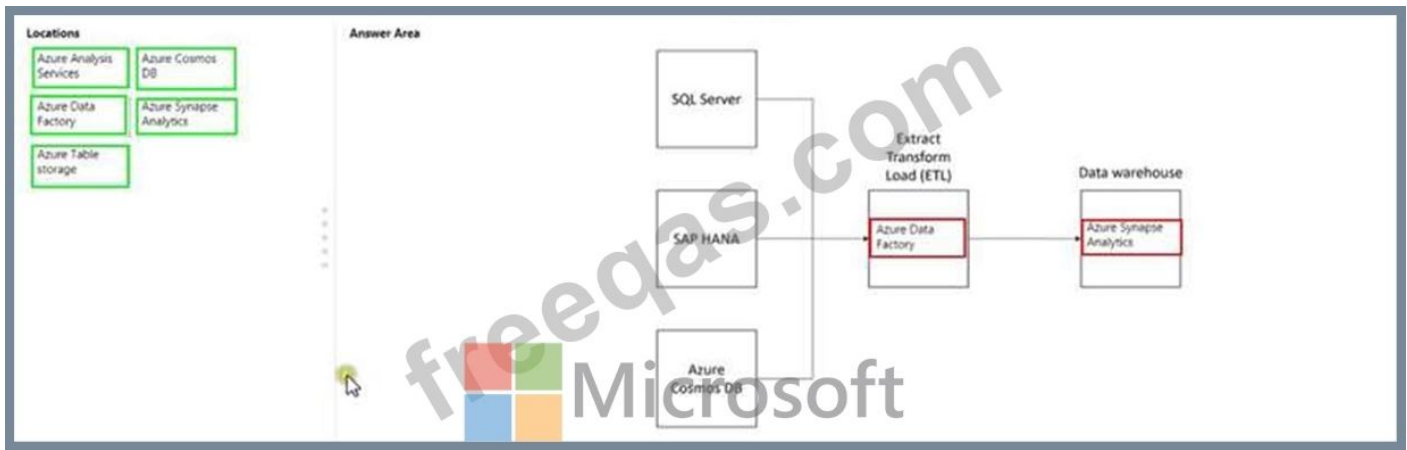 Locations
Answer Area
Azure Analysis
Services
Azure Cosmos
DB
Azure Data
Factory
Azure Synapse
Analytics
Azure Table
storage
SQL Server
SAP HANA
Azure
Cosmos DB
Extract
Transform
Load (ETL)
Azure Data
Factory
Data warehouse
Azure Synapse
Analytics
freeqas.com
Microsoft